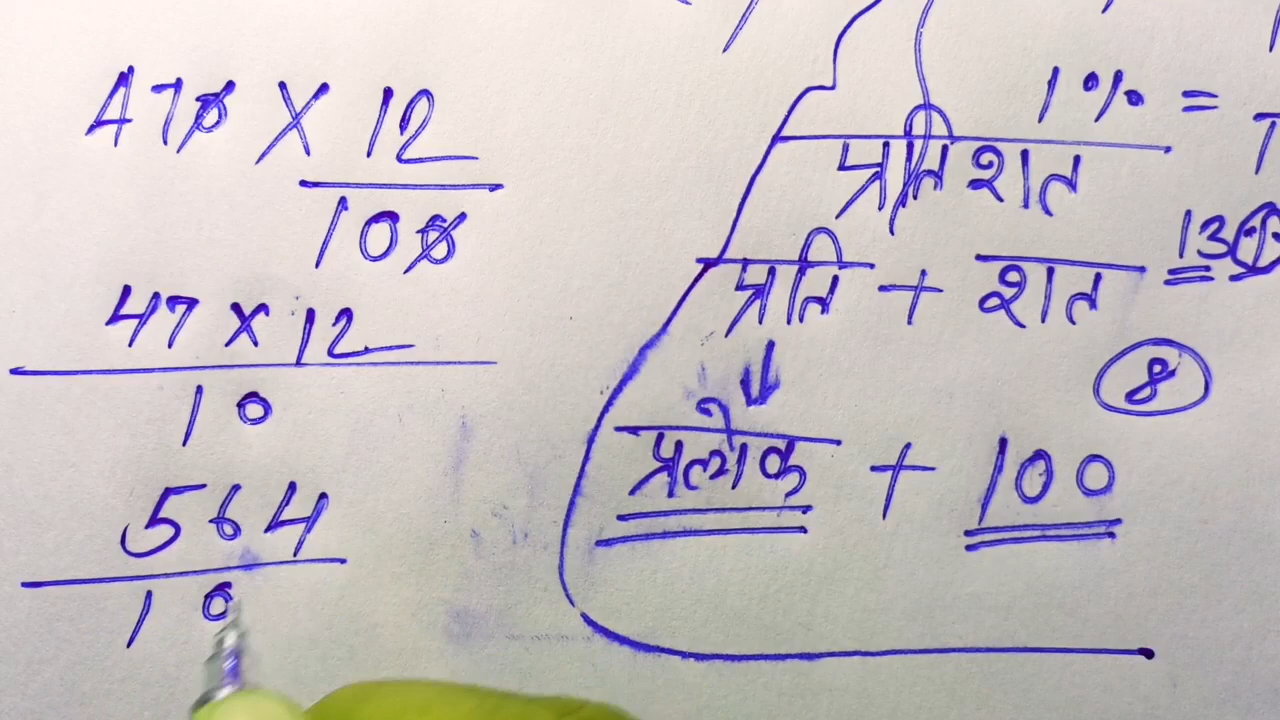 470 X 12
100
47 X 12
10
564
10
1% =
प्रतिशत
प्रति + शत
8
प्रत्येक + 100